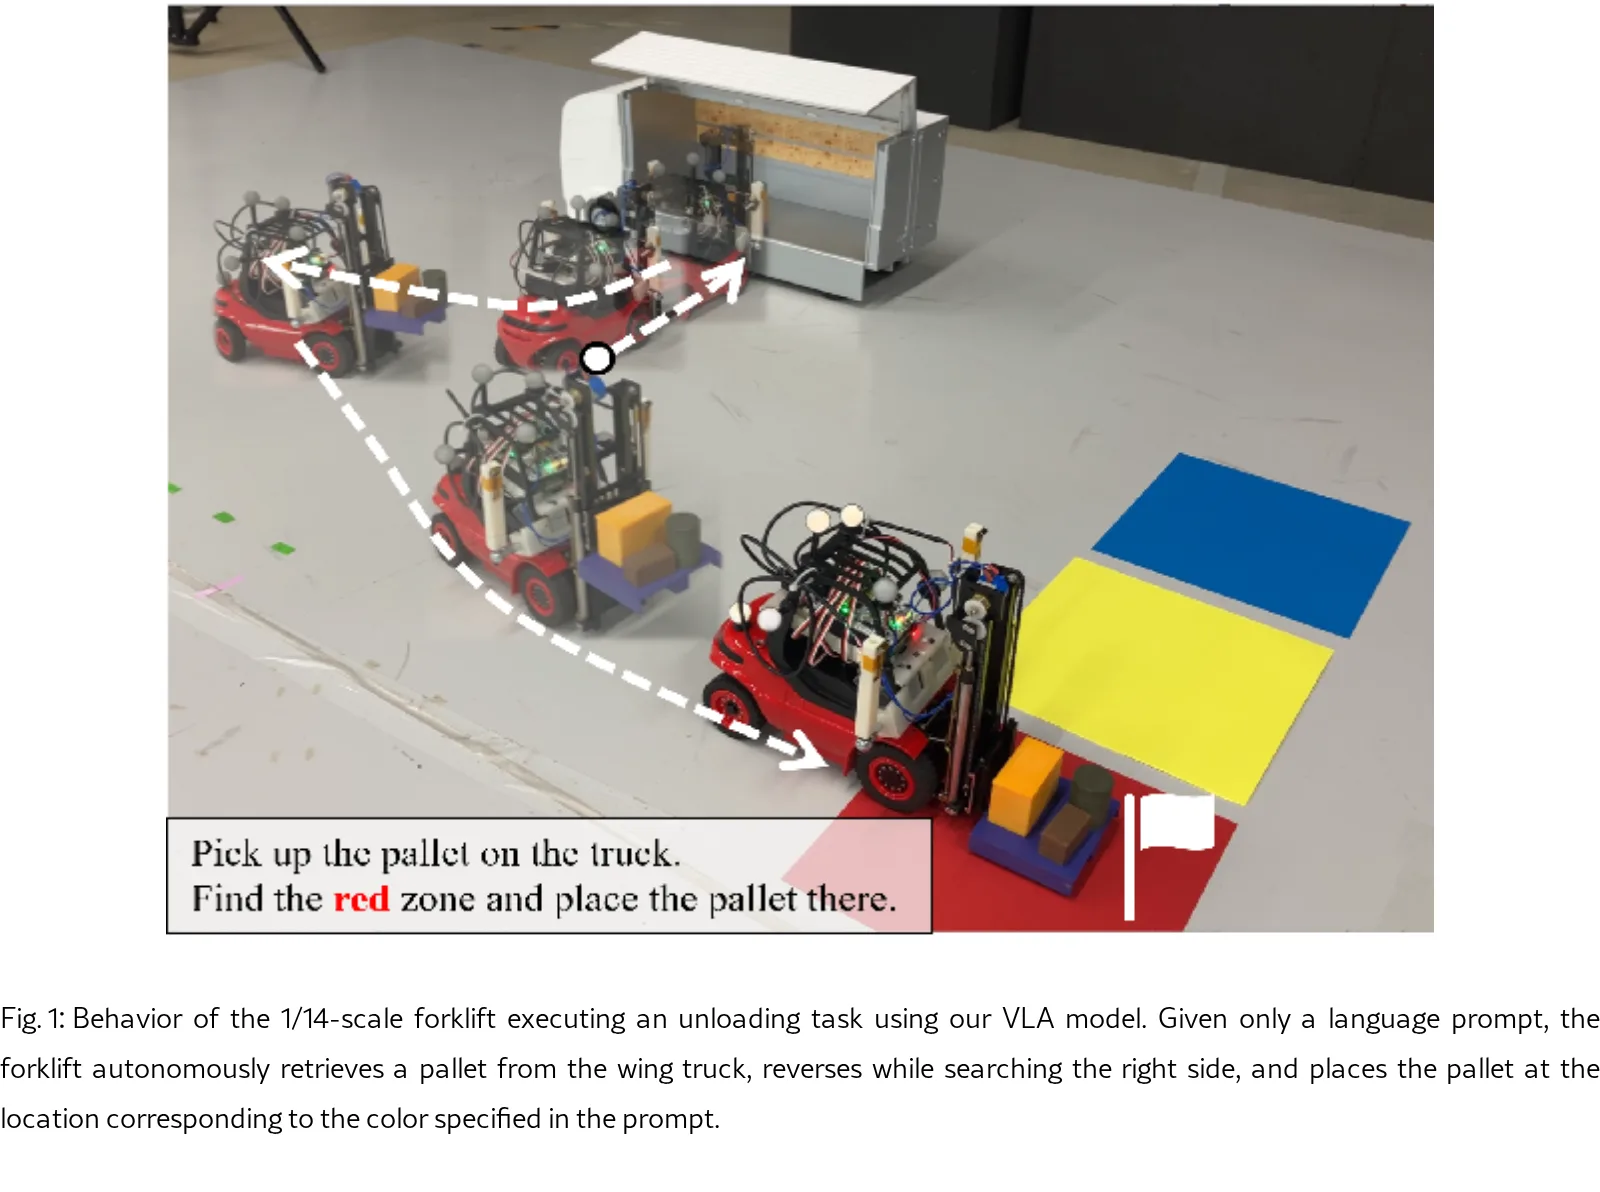 Pick up the pallet on the truck.
Find the red zone and place the pallet there.
Fig. 1: Behavior of the 1/14-scale forklift executing an unloading task using our VLA model. Given only a language prompt, the
forklift autonomously retrieves a pallet from the wing truck, reverses while searching the right side, and places the pallet at the
location corresponding to the color specified in the prompt.